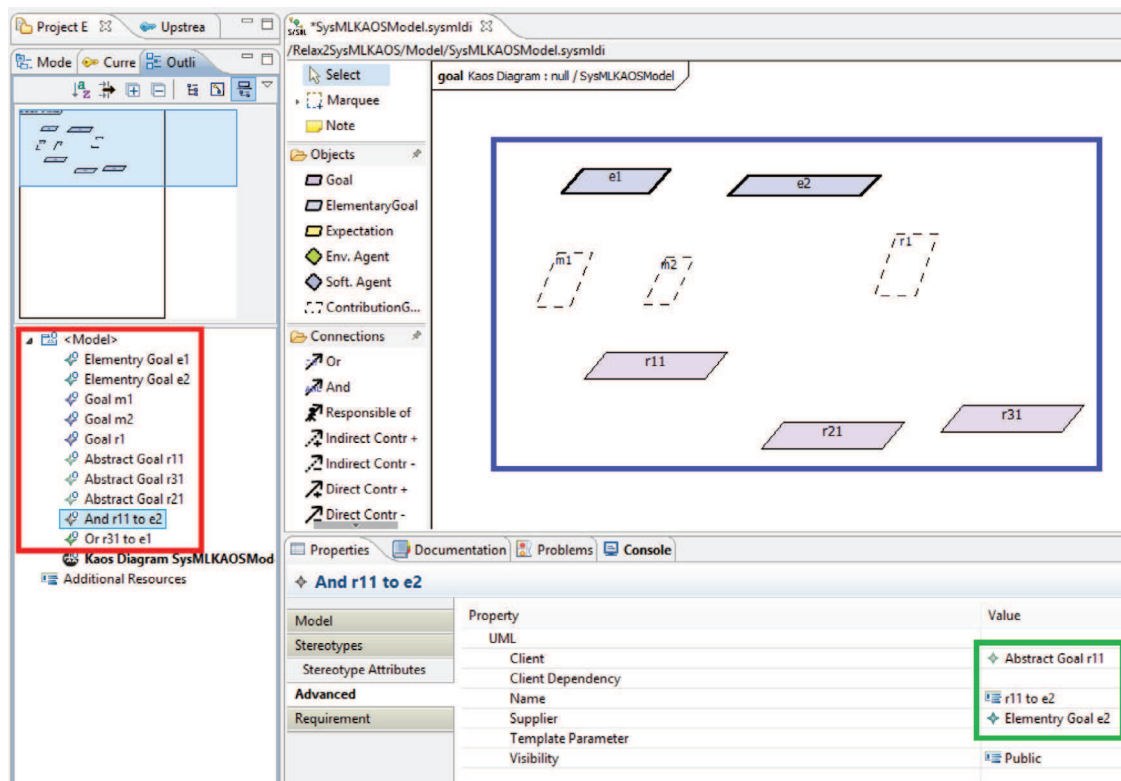 Project E
Upstrea
*SysMLKAOSModel.sysmldi
/Relax2SysMLKAOS/Model/SysMLKAOSModel.sysmldi
Mode
Curre
Outli
Select
Marquee
Note
Objects
Goal
ElementaryGoal
Expectation
Env. Agent
Soft. Agent
ContributionG...
Connections
Or
And
Responsible of
Indirect Contr +
Indirect Contr -
Direct Contr +
Direct Contr -
goal Kaos Diagram : null / SysMLKAOSModel
e1
e2
m1
m2
r1
r11
r21
r31
<Model>
Elementry Goal e1
Elementry Goal e2
Goal m1
Goal m2
Goal r1
Abstract Goal r11
Abstract Goal r31
Abstract Goal r21
And r11 to e2
Or r31 to e1
Kaos Diagram SysMLKAOSMod
Additional Resources
Properties
Documentation
Problems
Console
And r11 to e2
Model
Stereotypes
Stereotype Attributes
Advanced
Requirement
Property Value
UML
Client Abstract Goal r11
Client Dependency
Name r11 to e2
Supplier Elementry Goal e2
Template Parameter
Visibility Public